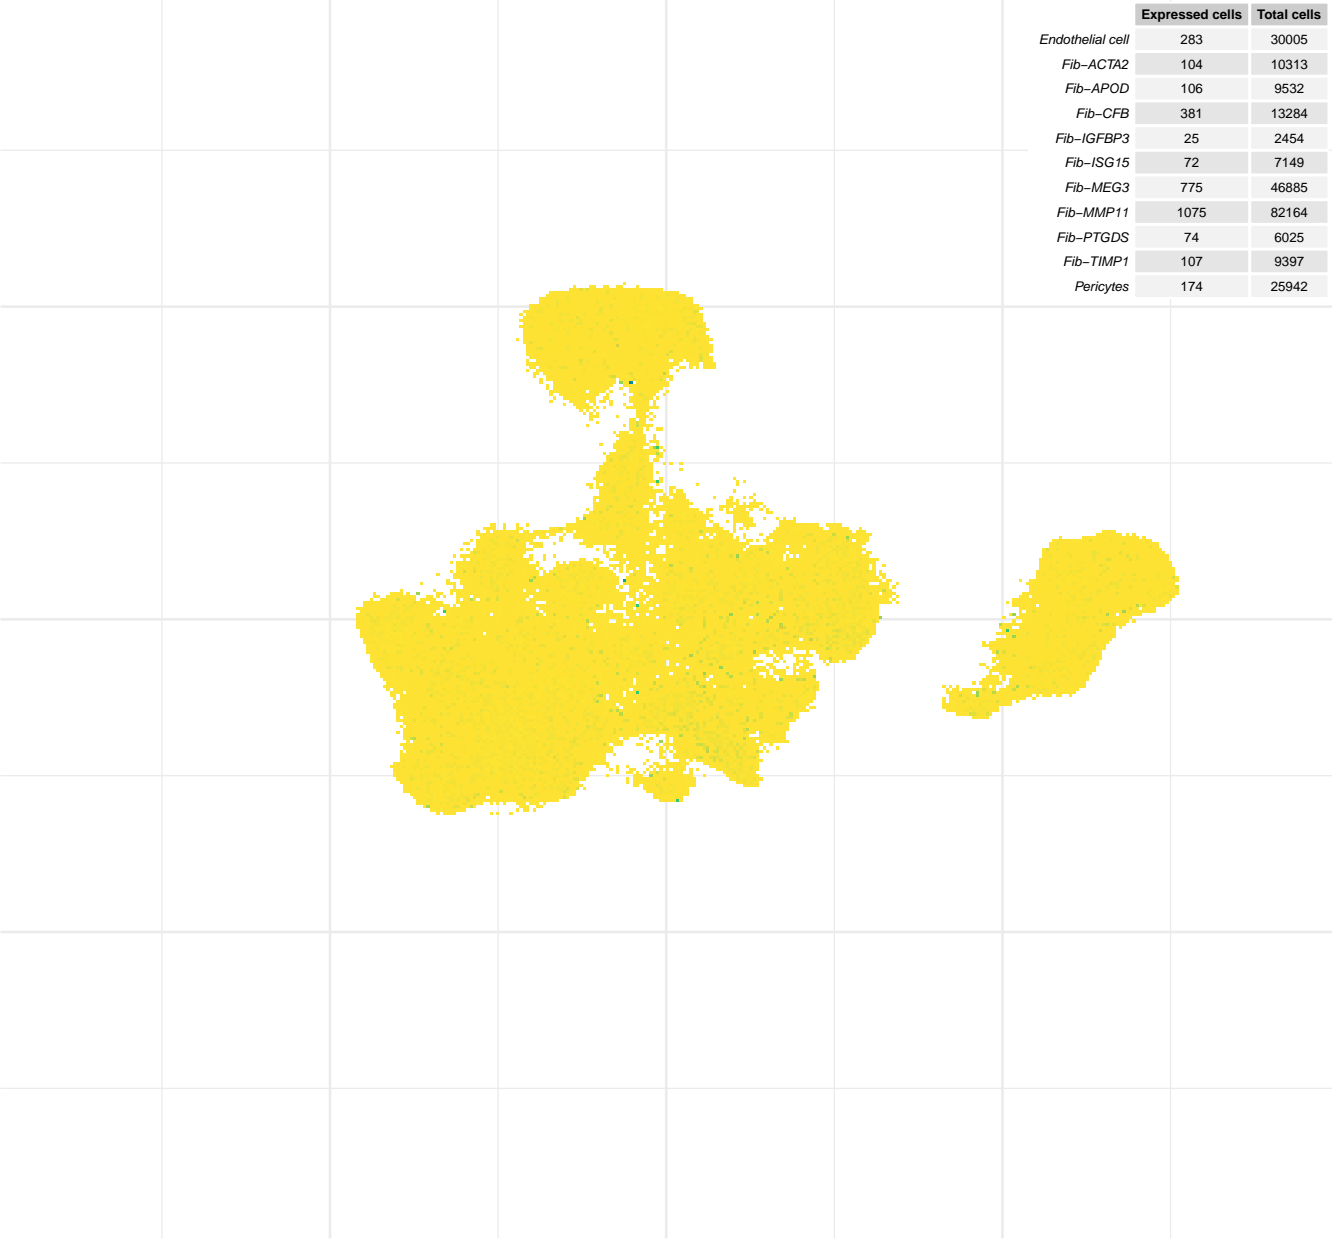 Expressed cells Total cells
Endothelial cell 283 30005
Fib−ACTA2 104 10313
Fib−APOD 106 9532
Fib−CFB 381 13284
Fib−IGFBP3 25 2454
Fib−ISG15 72 7149
Fib−MEG3 775 46885
Fib−MMP11 1075 82164
Fib−PTGDS 74 6025
Fib−TIMP1 107 9397
Pericytes 174 25942